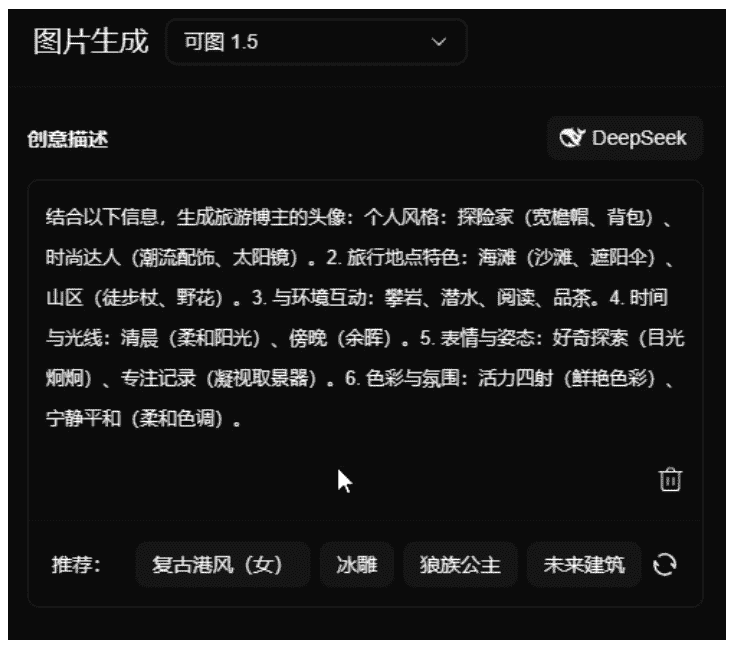 图片生成 可图 1.5
创意描述 DeepSeek
结合以下信息，生成旅游博主的头像：个人风格：探险家（宽檐帽、背包）、
时尚达人（潮流配饰、太阳镜）。2. 旅行地点特色：海滩（沙滩、遮阳伞）、
山区（徒步杖、野花）。3. 与环境互动：攀岩、潜水、阅读、品茶。4. 时间
与光线：清晨（柔和阳光）、傍晚（余晖）。5. 表情与姿态：好奇探索（目光
炯炯）、专注记录（凝视取景器）。6. 色彩与氛围：活力四射（鲜艳色彩）、
宁静平和（柔和色调）。
推荐： 复古港风（女） 冰雕 狼族公主 未来建筑